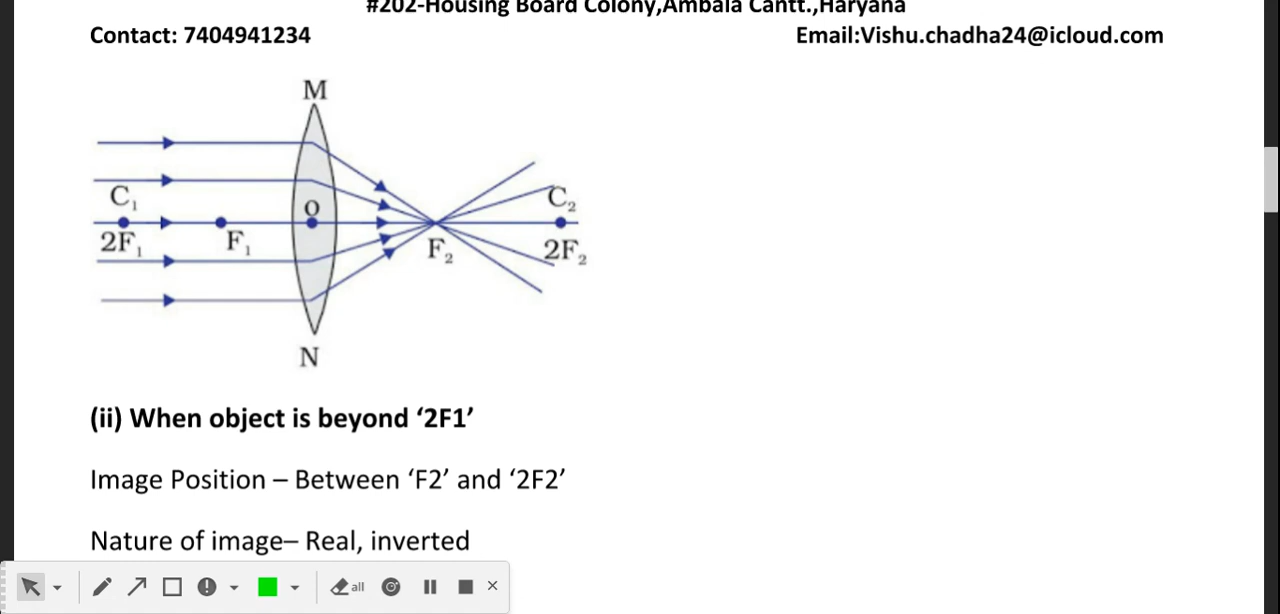 #202-Housing Board Colony,Ambala Cantt.,Haryana
Contact: 7404941234 Email:Vishu.chadha24@icloud.com
M
C₁ O C₂
2F₁ F₁ F₂ 2F₂
N
(ii) When object is beyond ‘2F1’
Image Position – Between ‘F2’ and ‘2F2’
Nature of image– Real, inverted
all